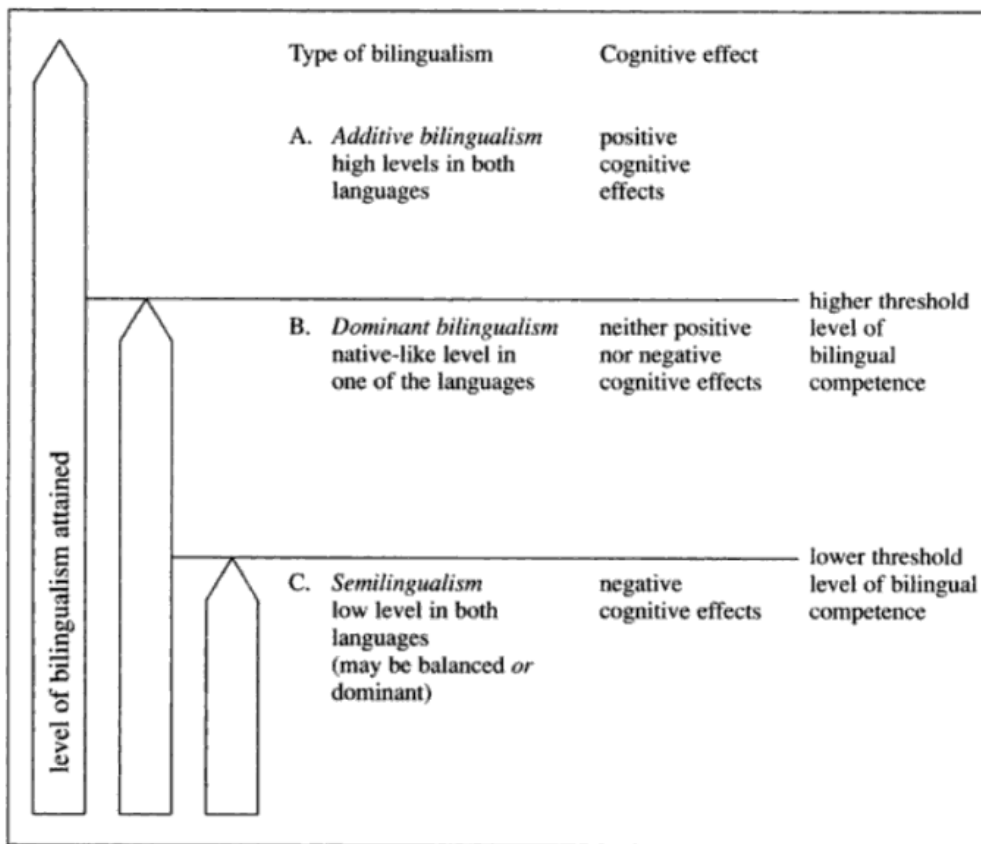 Type of bilingualism
Cognitive effect
A. Additive bilingualism
high levels in both
languages
positive
cognitive
effects
higher threshold
level of
bilingual
competence
B. Dominant bilingualism
native-like level in
one of the languages
neither positive
nor negative
cognitive effects
lower threshold
level of bilingual
competence
C. Semilingualism
low level in both
languages
(may be balanced or
dominant)
negative
cognitive effects
level of bilingualism attained